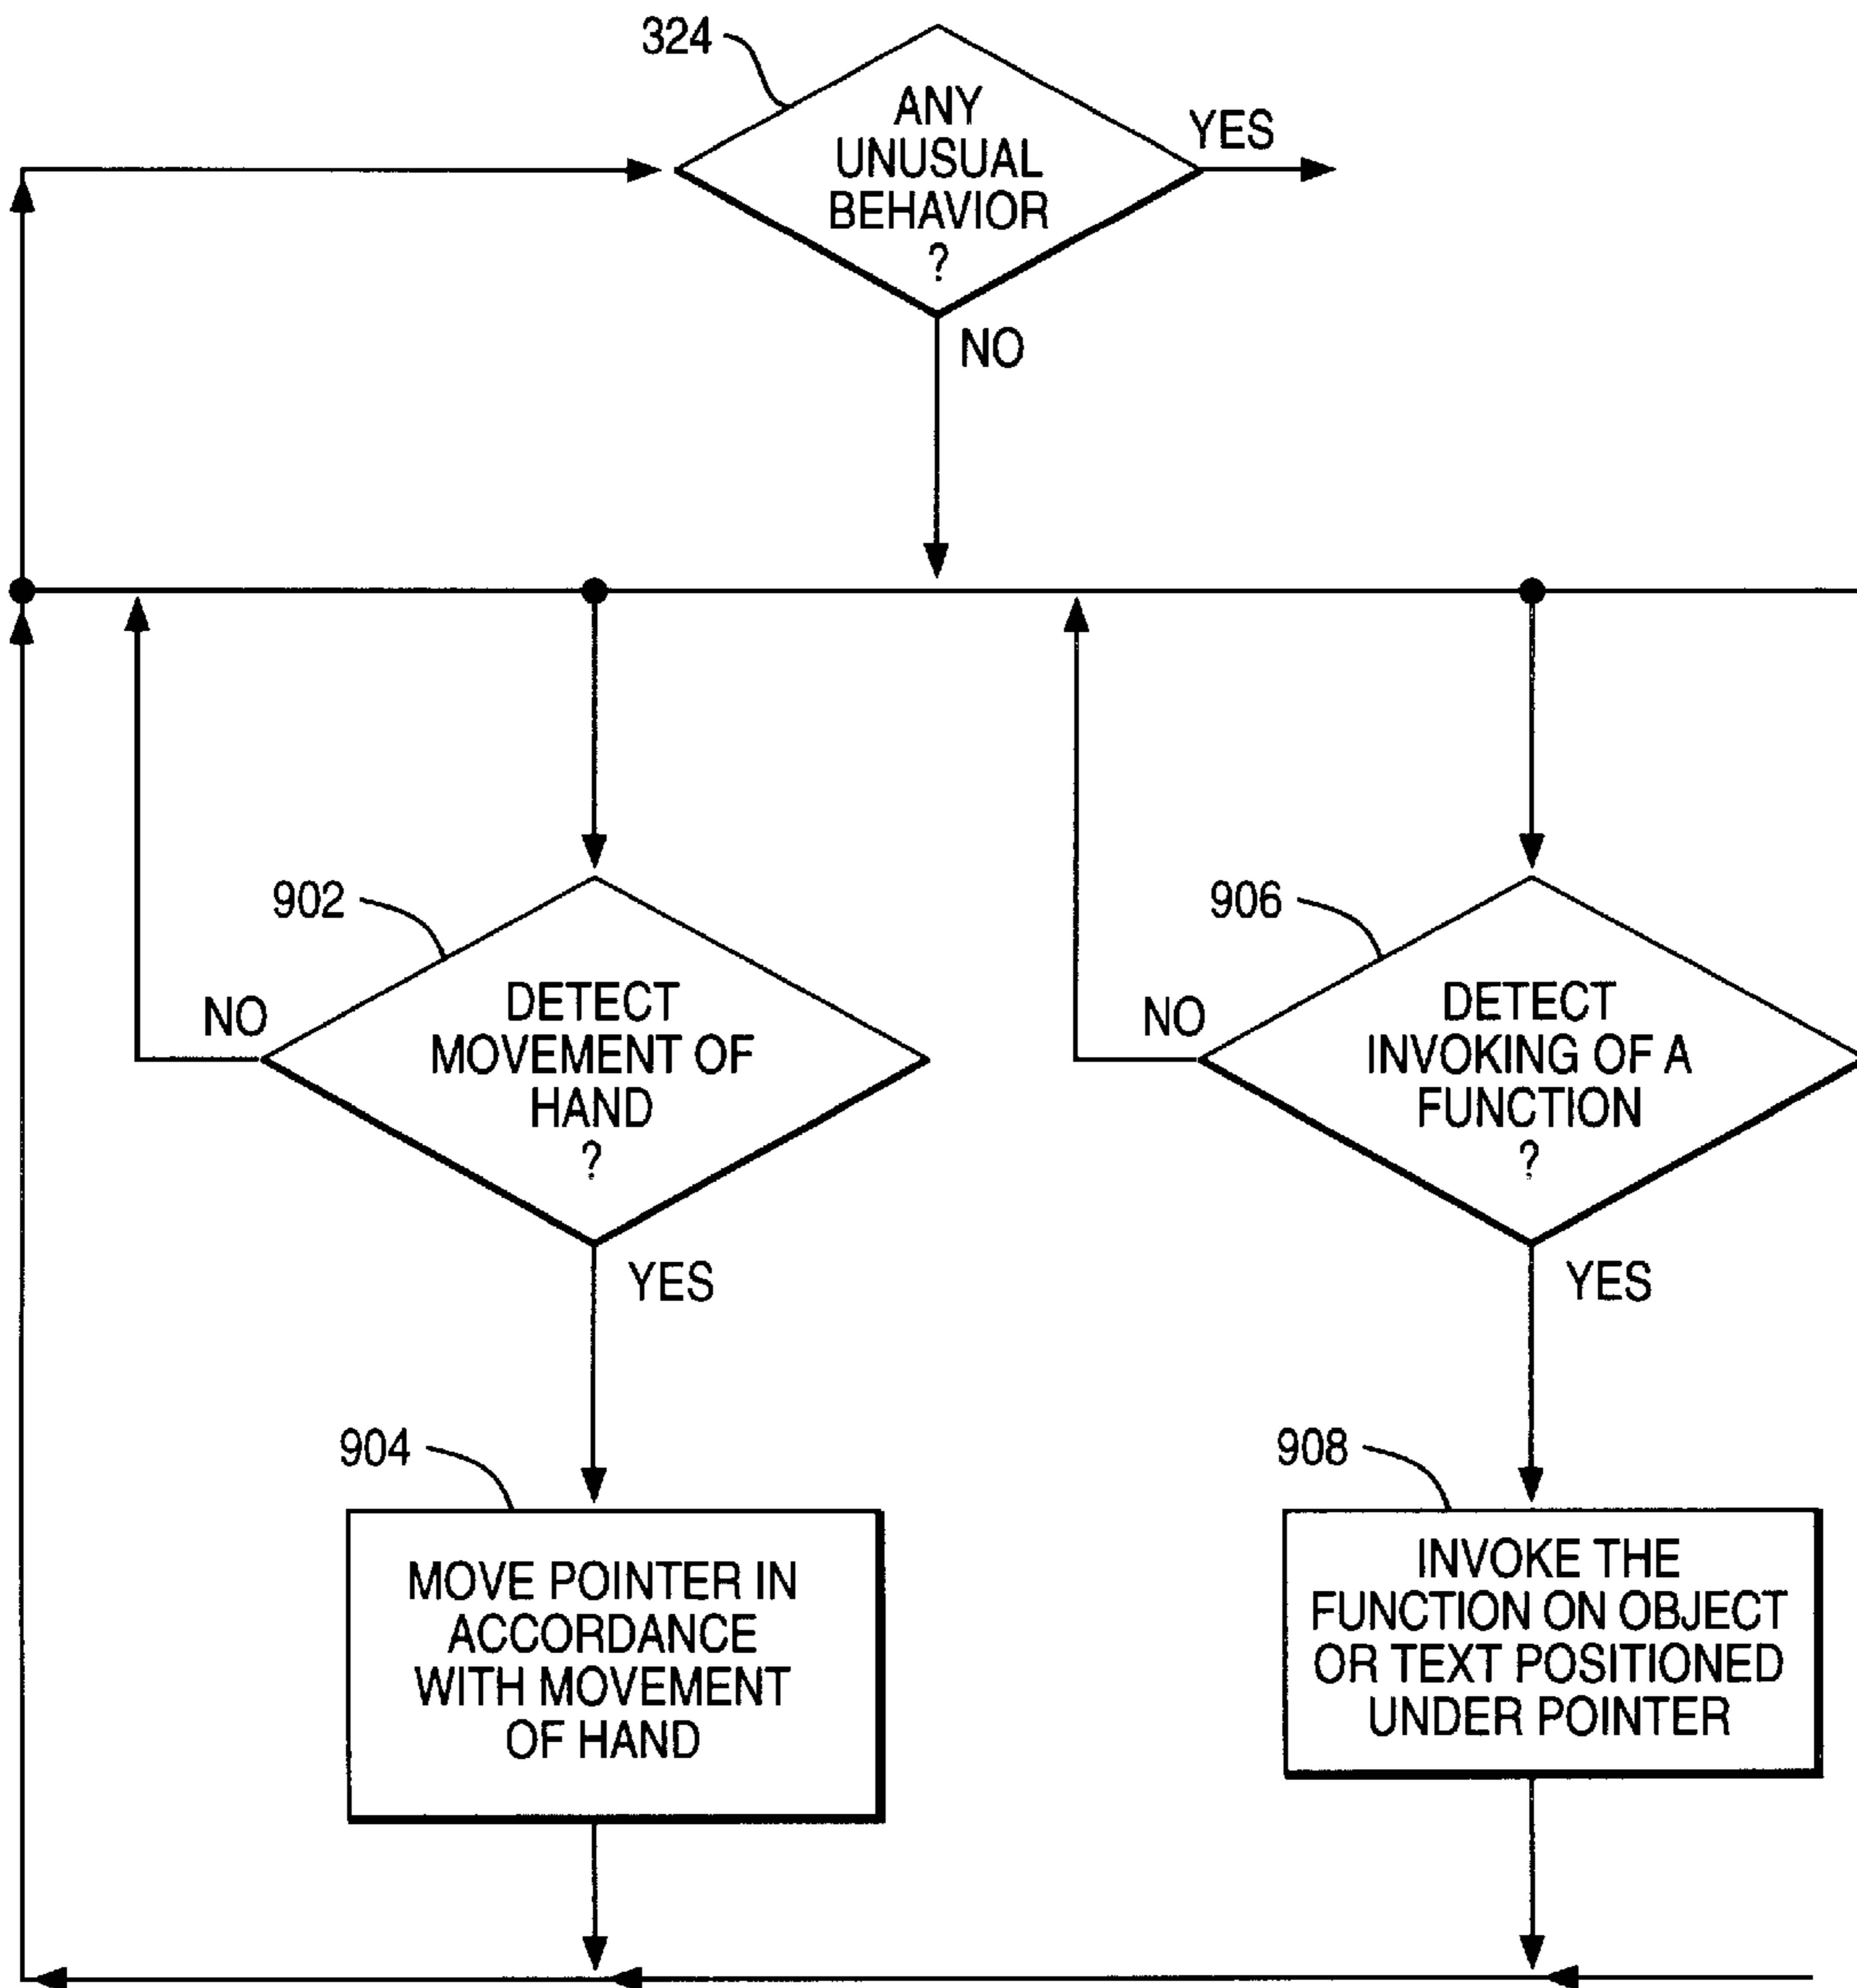 324
ANY
UNUSUAL
BEHAVIOR
?
YES
NO
902
DETECT
MOVEMENT OF
HAND
?
NO
YES
906
DETECT
INVOKING OF A
FUNCTION
?
NO
YES
904
MOVE POINTER IN
ACCORDANCE
WITH MOVEMENT
OF HAND
908
INVOKE THE
FUNCTION ON OBJECT
OR TEXT POSITIONED
UNDER POINTER